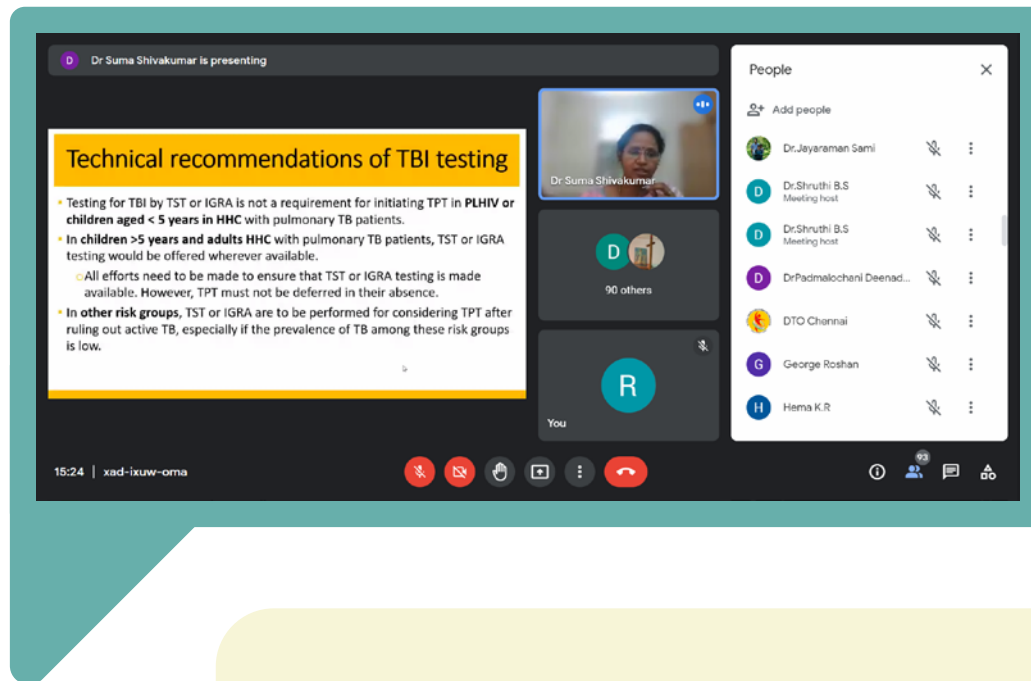 D Dr Suma Shivakumar is presenting
Technical recommendations of TBI testing
Testing for TBI by TST or IGRA is not a requirement for initiating TPT in PLHIV or
children aged < 5 years in HHC with pulmonary TB patients.
In children >5 years and adults HHC with pulmonary TB patients, TST or IGRA
testing would be offered wherever available.
All efforts need to be made to ensure that TST or IGRA testing is made
available. However, TPT must not be deferred in their absence.
In other risk groups, TST or IGRA are to be performed for considering TPT after
ruling out active TB, especially if the prevalence of TB among these risk groups
is low.
Dr Suma Shivakumar
D
90 others
R
You
People
Add people
Dr.Jayaraman Sami
D Dr.Shruthi B.S
Meeting host
D Dr.Shruthi B.S
Meeting host
D DrPadmalochani Deenad...
DTO Chennai
G George Roshan
H Hema K.R
15:24 | xad-ixuw-oma
93